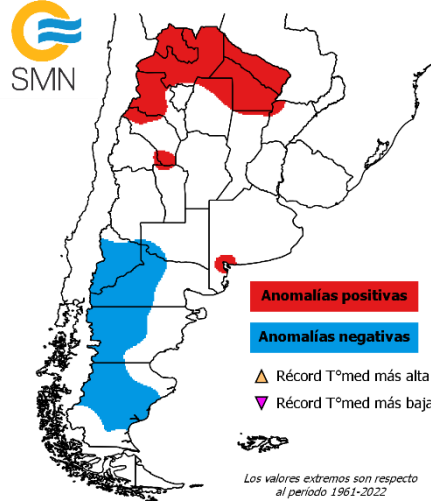 SMN
Anomalías positivas
Anomalías negativas
Récord T°med más alta
Récord T°med más baja
Los valores extremos son respecto
al período 1961-2022